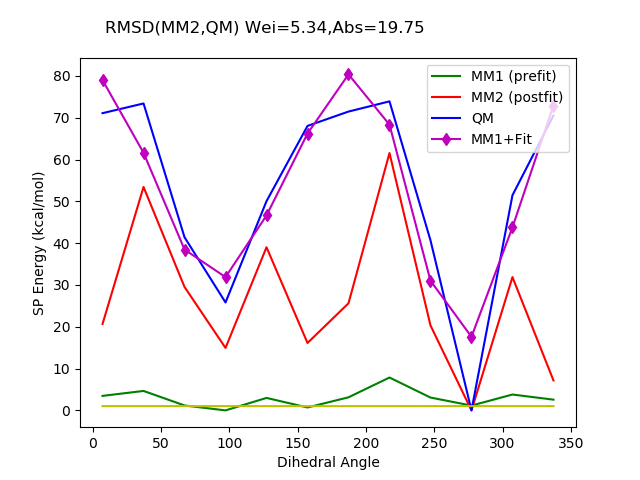 RMSD(MM2,QM) Wei=5.34,Abs=19.75
MM1 (prefit)
MM2 (postfit)
QM
MM1+Fit
SP Energy (kcal/mol)
80
70
60
50
40
30
20
10
0
0 50 100 150 200 250 300 350
Dihedral Angle